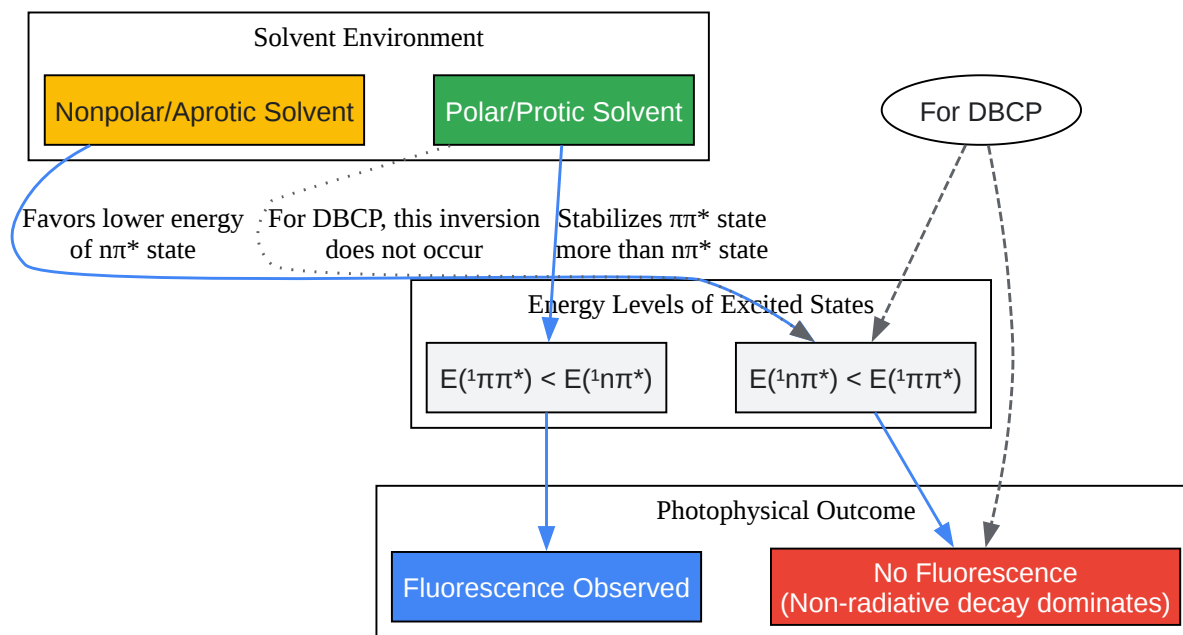 Solvent Environment
Nonpolar/Aprotic Solvent
Polar/Protic Solvent
For DBCP
Favors lower energy
of nπ* state
For DBCP, this inversion
does not occur
Stabilizes ππ* state
more than nπ* state
Energy Levels of Excited States
E(¹ππ*) < E(¹nπ*)
E(¹nπ*) < E(¹ππ*)
Photophysical Outcome
Fluorescence Observed
No Fluorescence
(Non-radiative decay dominates)